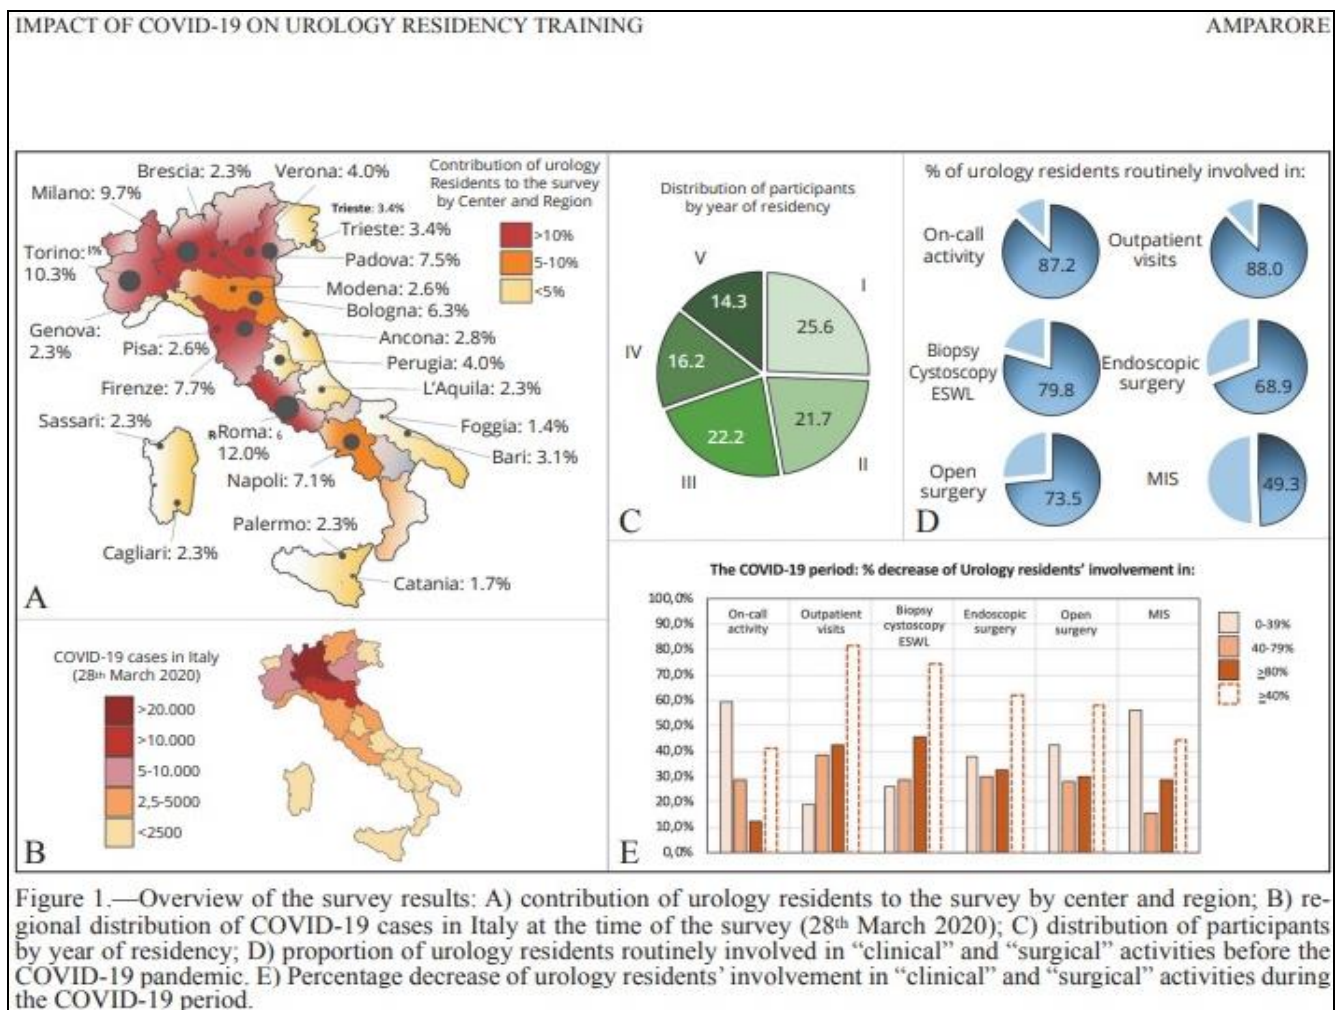 IMPACT OF COVID-19 ON UROLOGY RESIDENCY TRAINING
AMPARORE
Contribution of urology
Residents to the survey
by Center and Region
>10%
5-10%
<5%
Brescia: 2.3%
Verona: 4.0%
Milano: 9.7%
Trieste: 3.4%
Trieste: 3.4%
Torino:
10.3%
Padova: 7.5%
Modena: 2.6%
Bologna: 6.3%
Genova:
2.3%
Pisa: 2.6%
Ancona: 2.8%
Perugia: 4.0%
Firenze: 7.7%
L'Aquila: 2.3%
Sassari: 2.3%
Roma:
12.0%
Foggia: 1.4%
Bari: 3.1%
Napoli: 7.1%
Palermo: 2.3%
Cagliari: 2.3%
Catania: 1.7%
A
COVID-19 cases in Italy
(28th March 2020)
>20.000
>10.000
5-10.000
2,5-5000
<2500
B
Distribution of participants
by year of residency
V
I
14.3
25.6
IV
16.2
22.2
21.7
III
II
C
% of urology residents routinely involved in:
On-call
activity
87.2
Outpatient
visits
88.0
Biopsy
Cystoscopy
ESWL
79.8
Endoscopic
surgery
68.9
Open
surgery
73.5
MIS
49.3
D
The COVID-19 period: % decrease of Urology residents' involvement in:
100,0%
90,0%
80,0%
70,0%
60,0%
50,0%
40,0%
30,0%
20,0%
10,0%
0,0%
On-call
activity
Outpatient
visits
Biopsy
cystoscopy
ESWL
Endoscopic
surgery
Open
surgery
MIS
0-39%
40-79%
≥80%
≥40%
E
Figure 1.—Overview of the survey results: A) contribution of urology residents to the survey by center and region; B) re-
gional distribution of COVID-19 cases in Italy at the time of the survey (28th March 2020); C) distribution of participants
by year of residency; D) proportion of urology residents routinely involved in "clinical" and "surgical" activities before the
COVID-19 pandemic. E) Percentage decrease of urology residents' involvement in "clinical" and "surgical" activities during
the COVID-19 period.